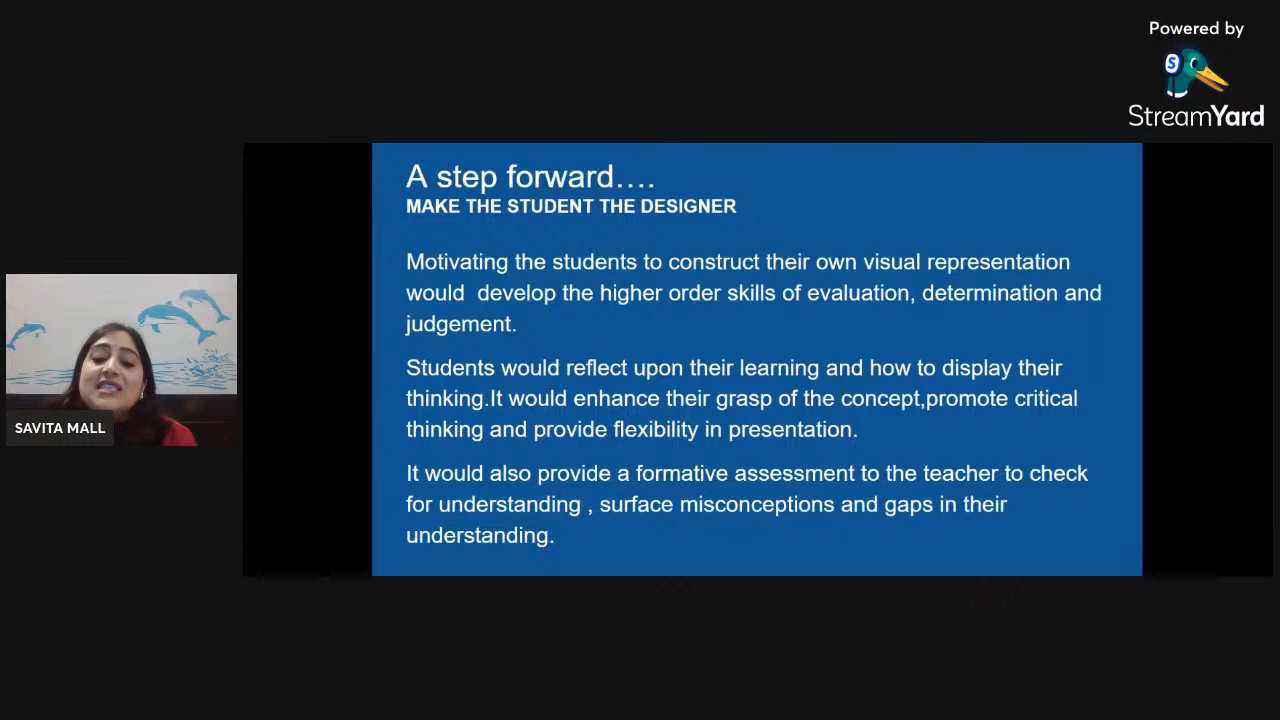 Powered by
S
StreamYard
A step forward....
MAKE THE STUDENT THE DESIGNER
Motivating the students to construct their own visual representation
would  develop the higher order skills of evaluation, determination and
judgement.
Students would reflect upon their learning and how to display their
thinking.It would enhance their grasp of the concept,promote critical
thinking and provide flexibility in presentation.
It would also provide a formative assessment to the teacher to check
for understanding , surface misconceptions and gaps in their
understanding.
SAVITA MALL